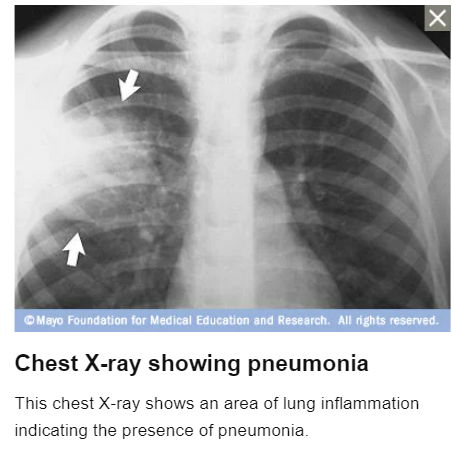 ©Mayo Foundation for Medical Education and Research. All rights reserved.
Chest X-ray showing pneumonia
This chest X-ray shows an area of lung inflammation
indicating the presence of pneumonia.